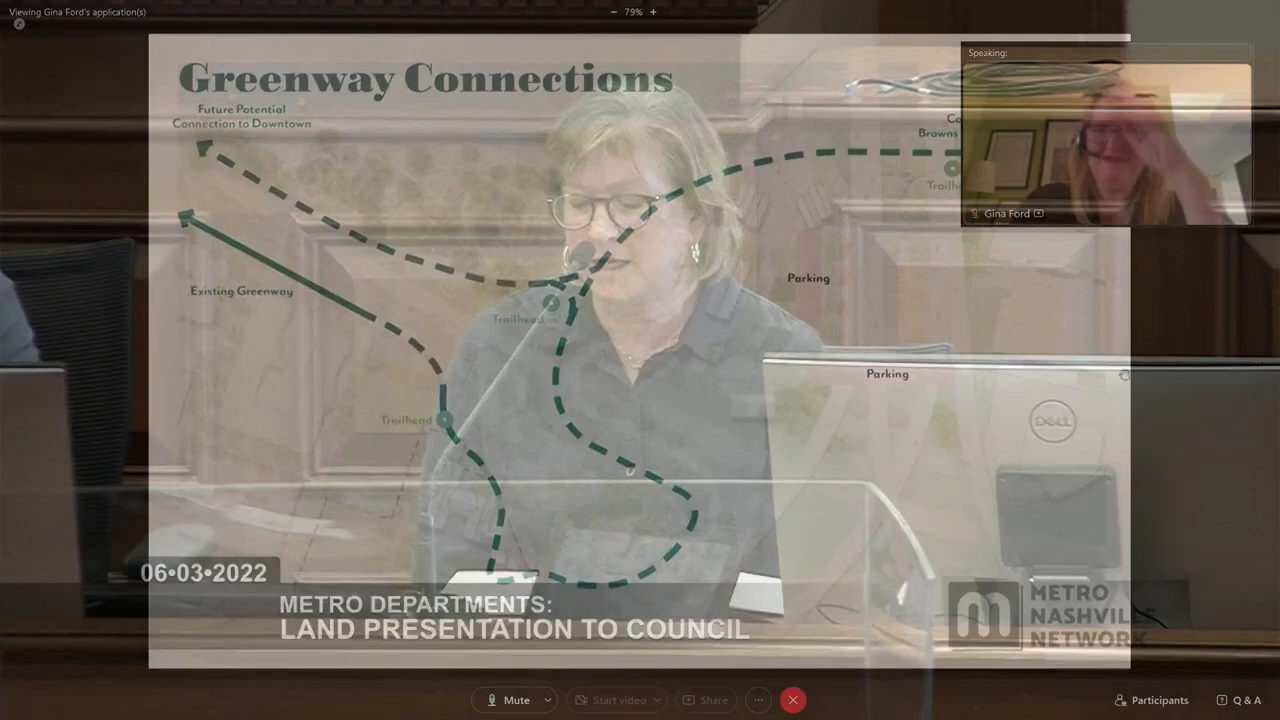 Viewing Gina Ford's application(s)
− 79% +
Greenway Connections
Speaking:
Future Potential
Connection to Downtown
Co
Browns
Trailh
Gina Ford
Existing Greenway
Parking
Trailhead
Parking
Trailhead
DELL
06•03•2022
METRO DEPARTMENTS:
LAND PRESENTATION TO COUNCIL
m
METRO
NASHVILLE
NETWORK
Mute
Start video
Share
Participants
Q & A